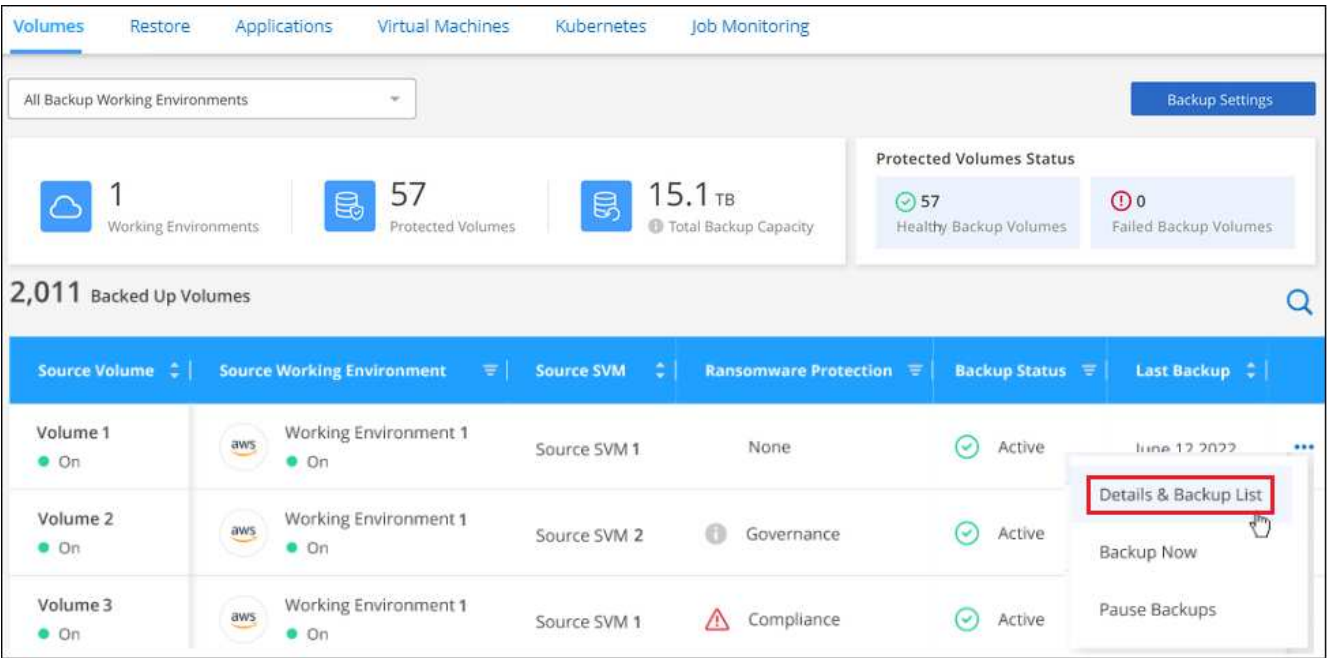 Volumes Restore Applications Virtual Machines Kubernetes Job Monitoring
All Backup Working Environments Backup Settings
Protected Volumes Status
1 57 15.1 TB 57 0
Working Environments Protected Volumes Total Backup Capacity Healthy Backup Volumes Failed Backup Volumes
2,011 Backed Up Volumes
Source Volume Source Working Environment Source SVM Ransomware Protection Backup Status Last Backup
Volume 1 aws Working Environment 1 Source SVM 1 None Active June 12 2022
On On
Details & Backup List
Volume 2 aws Working Environment 1 Source SVM 2 Governance Active
On On
Backup Now
Volume 3 aws Working Environment 1 Source SVM 1 Compliance Active
On On
Pause Backups